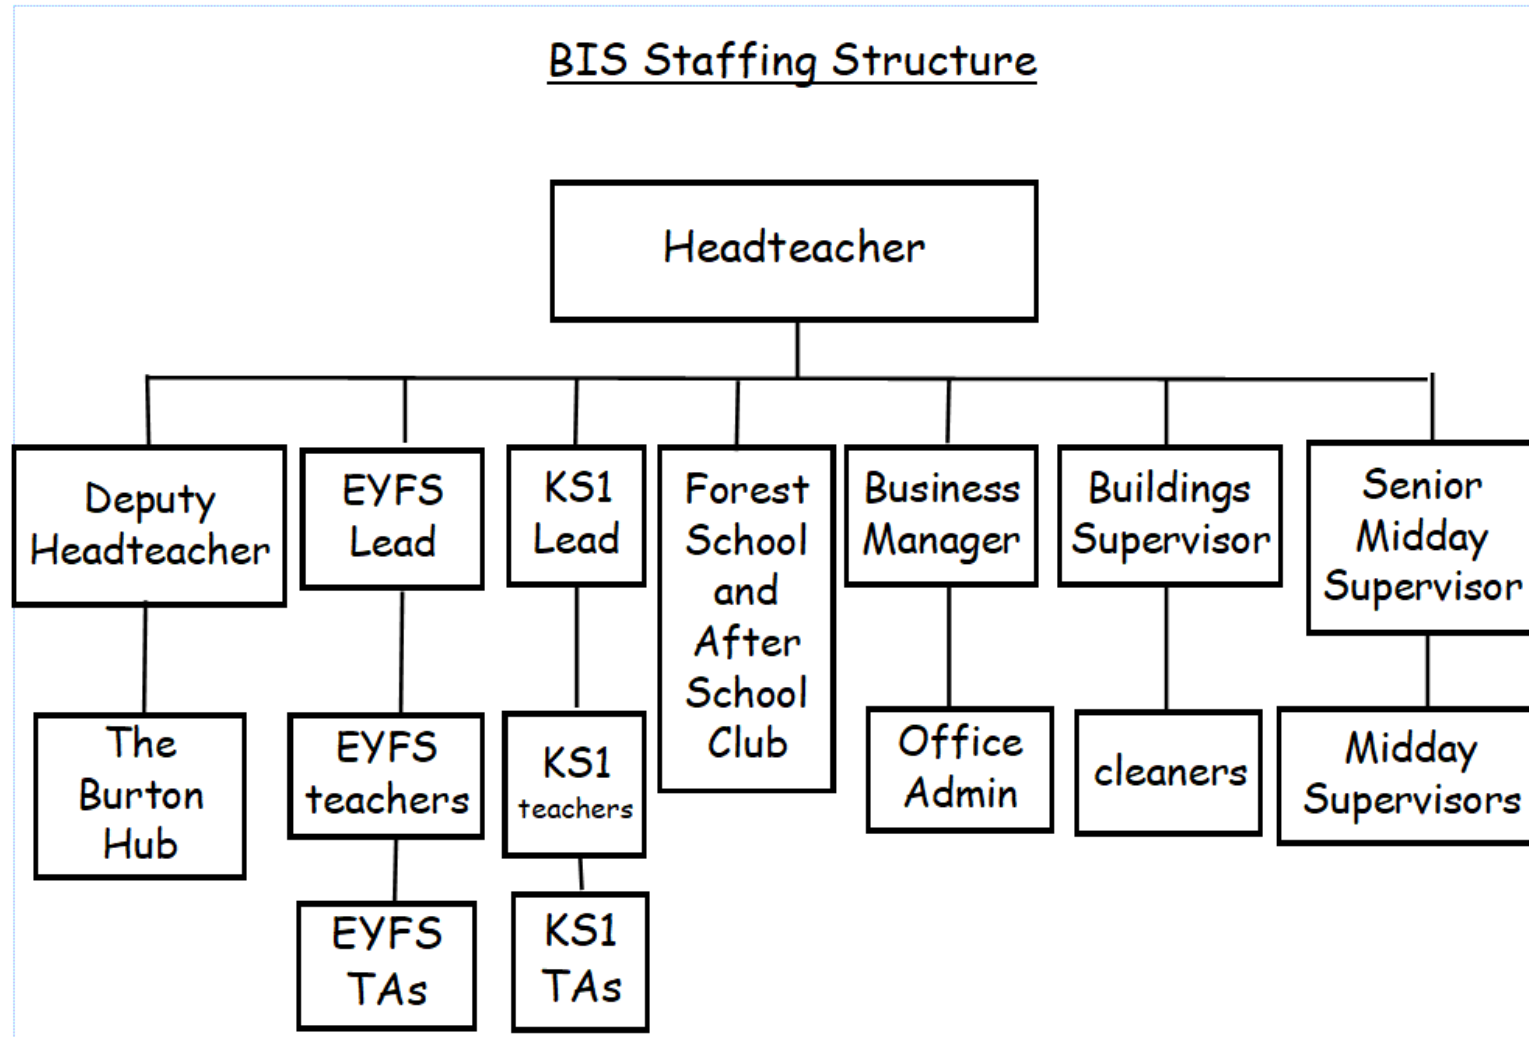 BIS Staffing Structure
Headteacher
Deputy
Headteacher
EYFS
Lead
KS1
Lead
Forest
School
and
After
School
Club
Business
Manager
Buildings
Supervisor
Senior
Midday
Supervisor
The
Burton
Hub
EYFS
teachers
KS1
teachers
Office
Admin
cleaners
Midday
Supervisors
EYFS
TAs
KS1
TAs